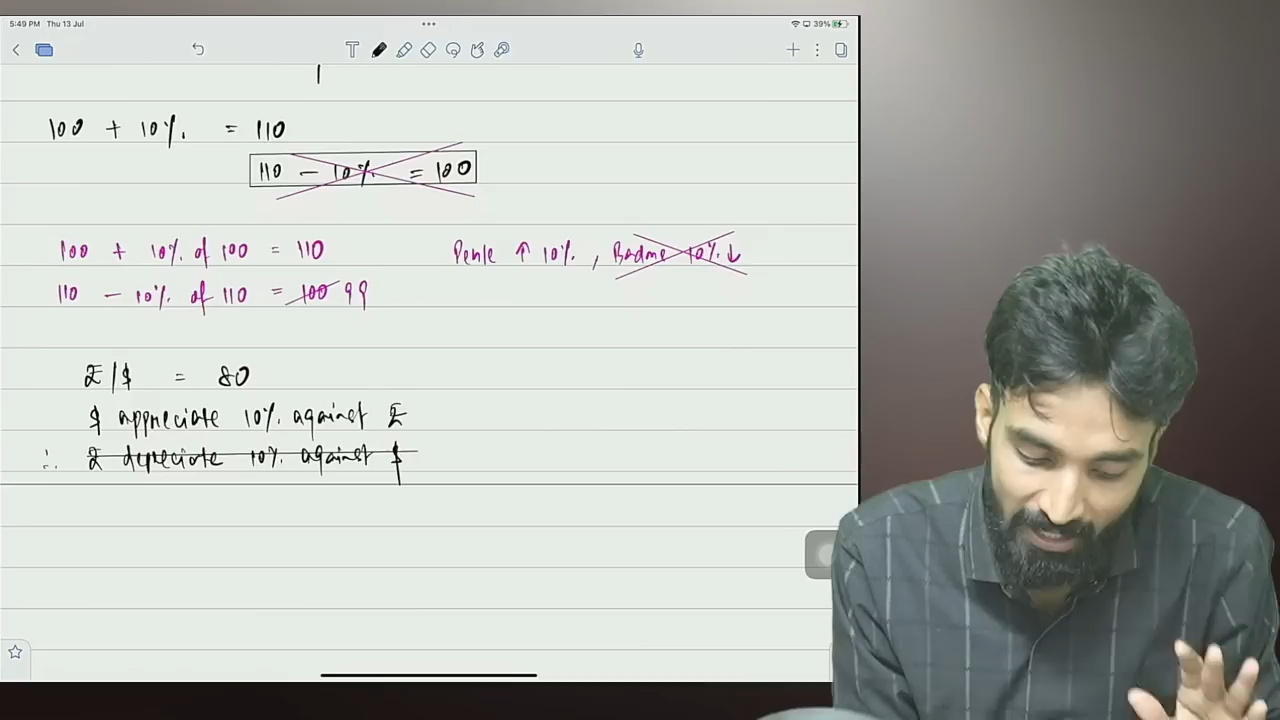 5:49 PM Thu 13 Jul
39%
T
100 + 10% = 110
110 - 10% = 100
100 + 10% of 100 = 110
Pehle ↑ 10%, Badme 10% ↓
110 - 10% of 110 = 100 99
₹/$ = 80
$ appreciate 10% against ₹
∴ ₹ depreciate 10% against $